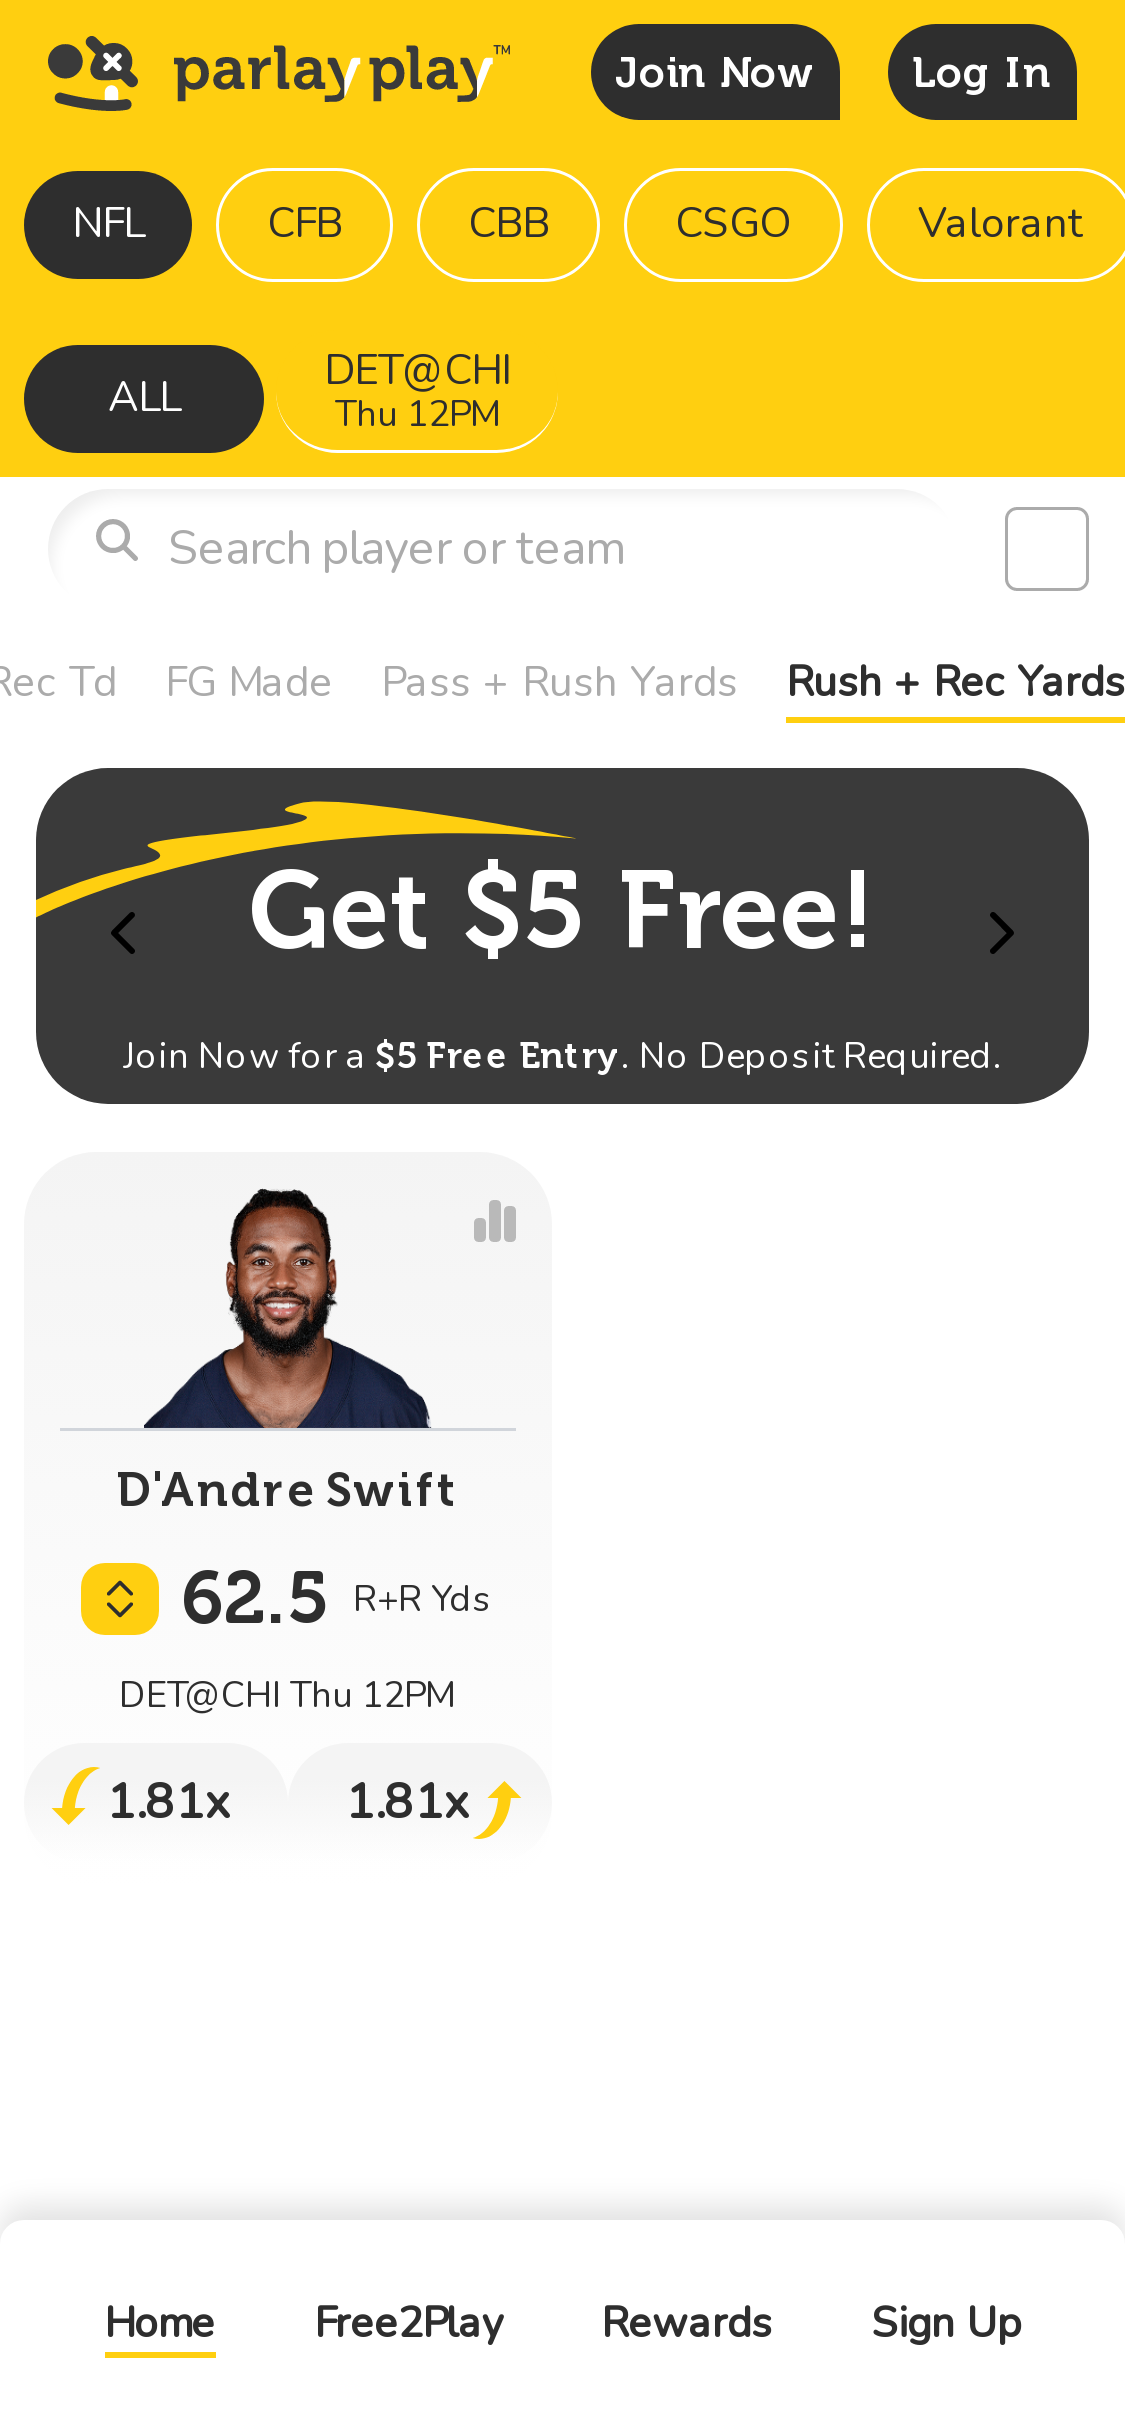 parlayplay™
Join Now
Log In
NFL
CFB
CBB
CSGO
Valorant
ALL
DET@CHI
Thu 12PM
Search player or team
Rec Td
FG Made
Pass + Rush Yards
Rush + Rec Yards
Get $5 Free!
Join Now for a $5 Free Entry. No Deposit Required.
D'Andre Swift
62.5 R+R Yds
DET@CHI Thu 12PM
1.81x
1.81x
Home
Free2Play
Rewards
Sign Up